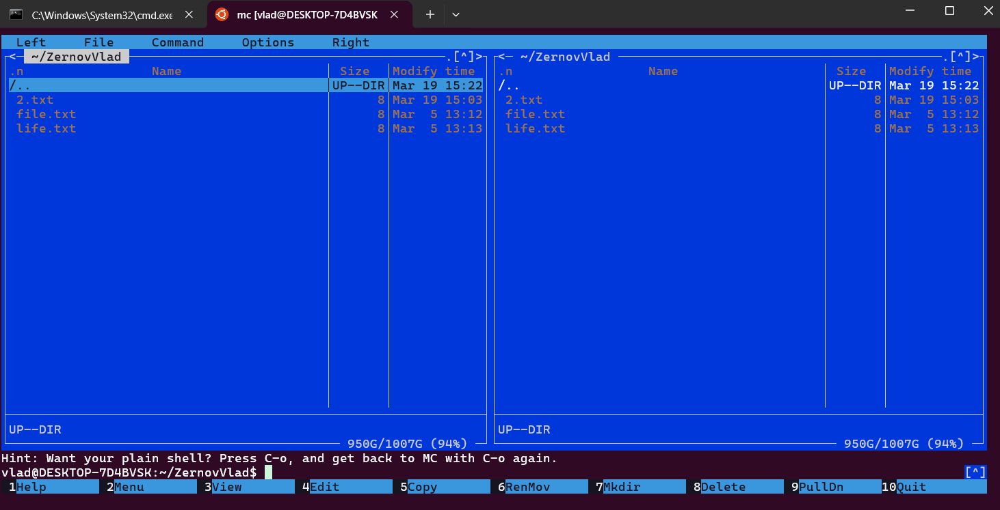 C:\Windows\System32\cmd.exe
mc [vlad@DESKTOP-7D4BVSK
Left File Command Options Right
<─ ~/ZernovVlad ─.[^]>
.n Name Size Modify time
/.. UP--DIR Mar 19 15:22
2.txt 8 Mar 19 15:03
file.txt 8 Mar  5 13:12
life.txt 8 Mar  5 13:13
UP--DIR
950G/1007G (94%)
<─ ~/ZernovVlad ─.[^]>
.n Name Size Modify time
/.. UP--DIR Mar 19 15:22
2.txt 8 Mar 19 15:03
file.txt 8 Mar  5 13:12
life.txt 8 Mar  5 13:13
UP--DIR
950G/1007G (94%)
Hint: Want your plain shell? Press C-o, and get back to MC with C-o again.
vlad@DESKTOP-7D4BVSK:~/ZernovVlad$ [^]
1Help 2Menu 3View 4Edit 5Copy 6RenMov 7Mkdir 8Delete 9PullDn 10Quit